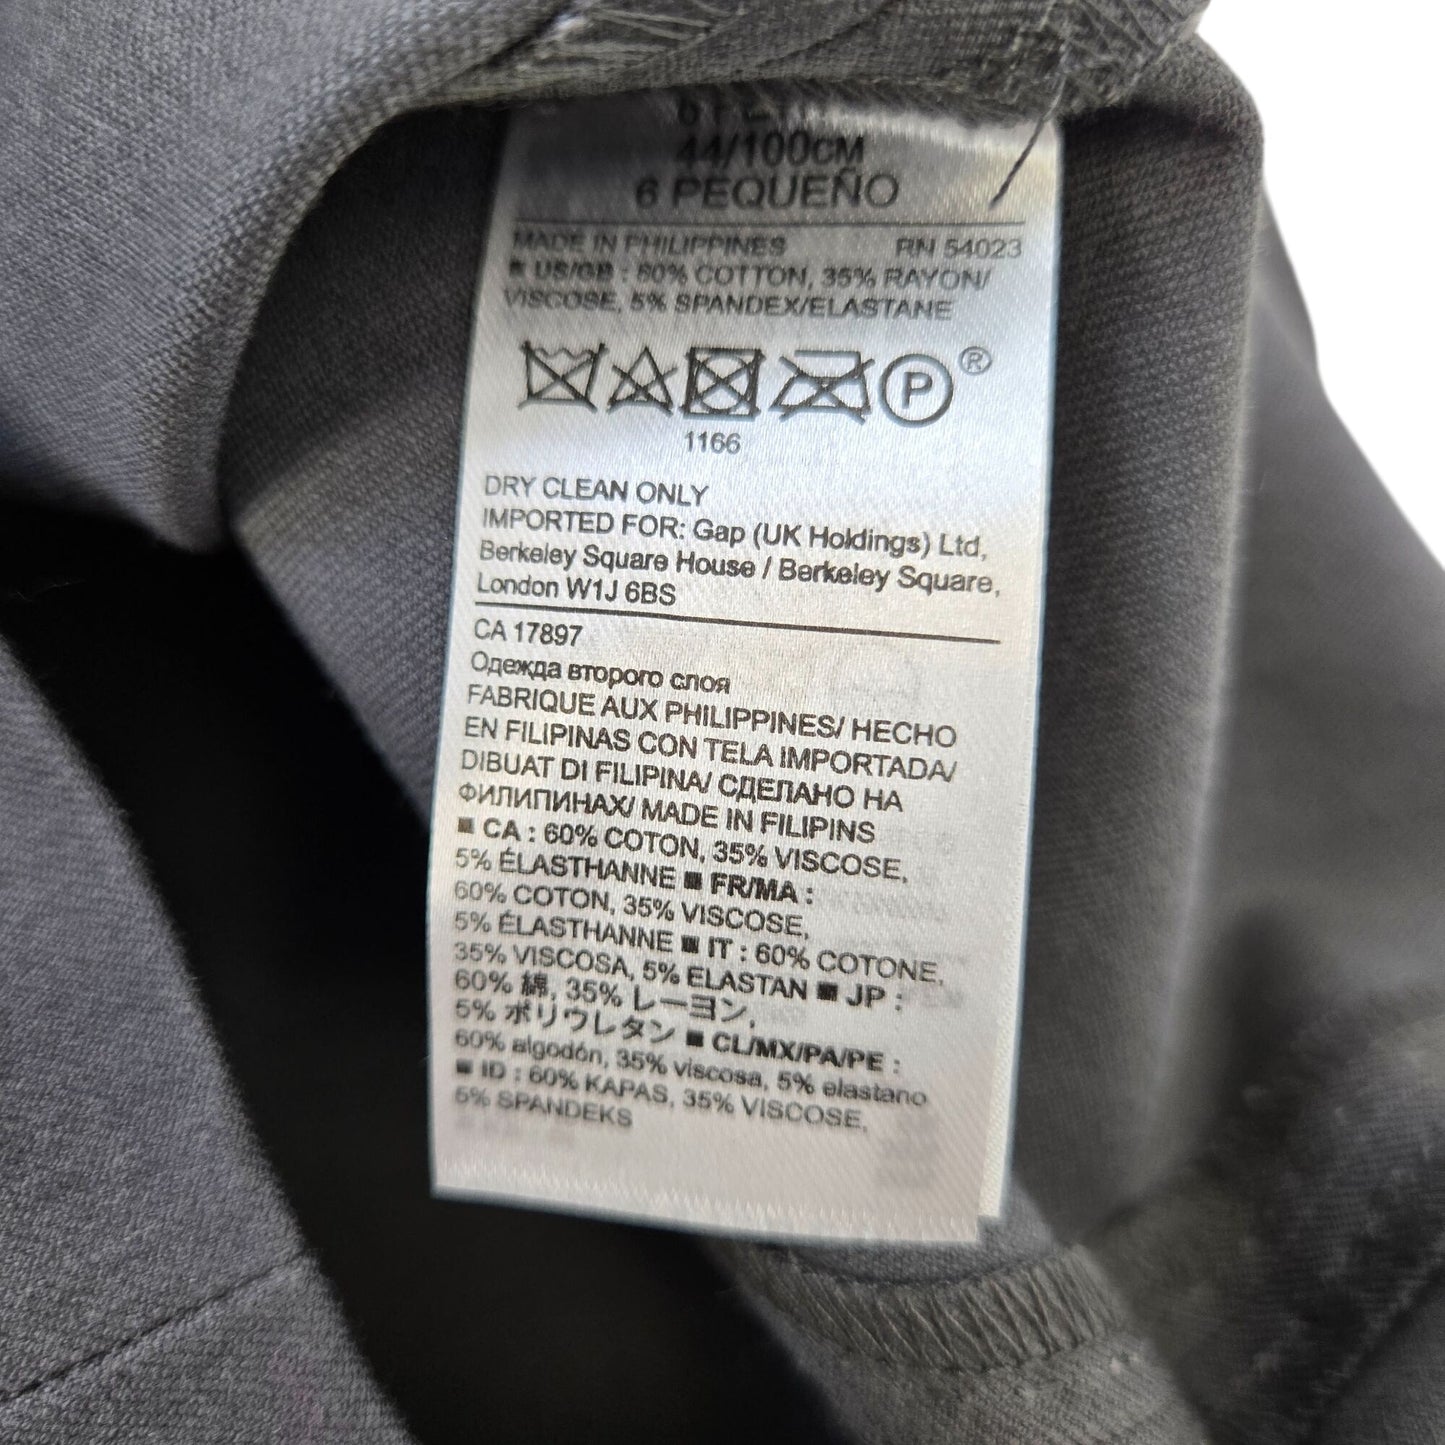 44/100CM
6 PEQUEÑO
MADE IN PHILIPPINES RN 54023
■ US/GB : 60% COTTON, 35% RAYON/
VISCOSE, 5% SPANDEX/ELASTANE
P ®
1166
DRY CLEAN ONLY
IMPORTED FOR: Gap (UK Holdings) Ltd,
Berkeley Square House / Berkeley Square,
London W1J 6BS
CA 17897
Одежда второго слоя
FABRIQUE AUX PHILIPPINES/ HECHO
EN FILIPINAS CON TELA IMPORTADA/
DIBUAT DI FILIPINA/ СДЕЛАНО НА
ФИЛИПИНАХ/ MADE IN FILIPINS
■ CA : 60% COTON, 35% VISCOSE,
5% ÉLASTHANNE ■ FR/MA :
60% COTON, 35% VISCOSE,
5% ÉLASTHANNE ■ IT : 60% COTONE,
35% VISCOSA, 5% ELASTAN ■ JP :
60% 綿, 35% レーヨン,
5% ポリウレタン ■ CL/MX/PA/PE :
60% algodón, 35% viscosa, 5% elastano
■ ID : 60% KAPAS, 35% VISCOSE,
5% SPANDEKS